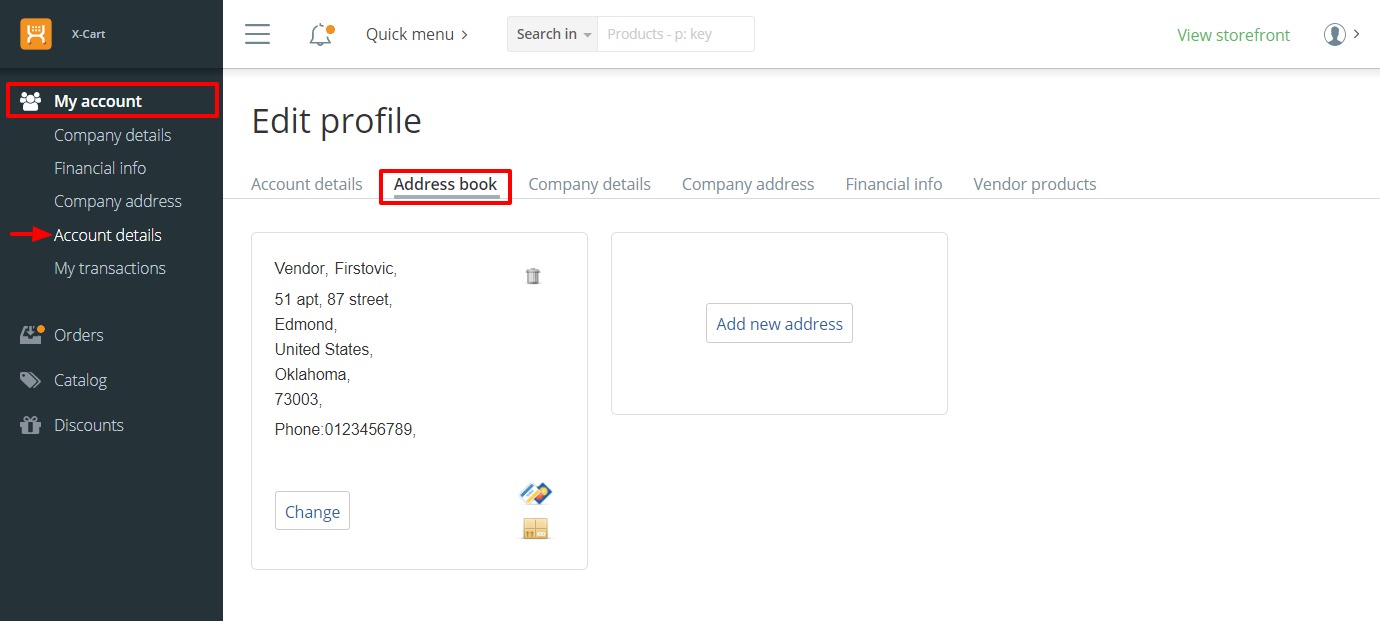 X-Cart
Quick menu
Search in
Products - p: key
View storefront
My account
Company details
Financial info
Company address
Account details
My transactions
Orders
Catalog
Discounts
Edit profile
Account details Address book Company details Company address Financial info Vendor products
Vendor, Firstovic,
51 apt, 87 street,
Edmond,
United States,
Oklahoma,
73003,
Phone:0123456789,
Change
Add new address